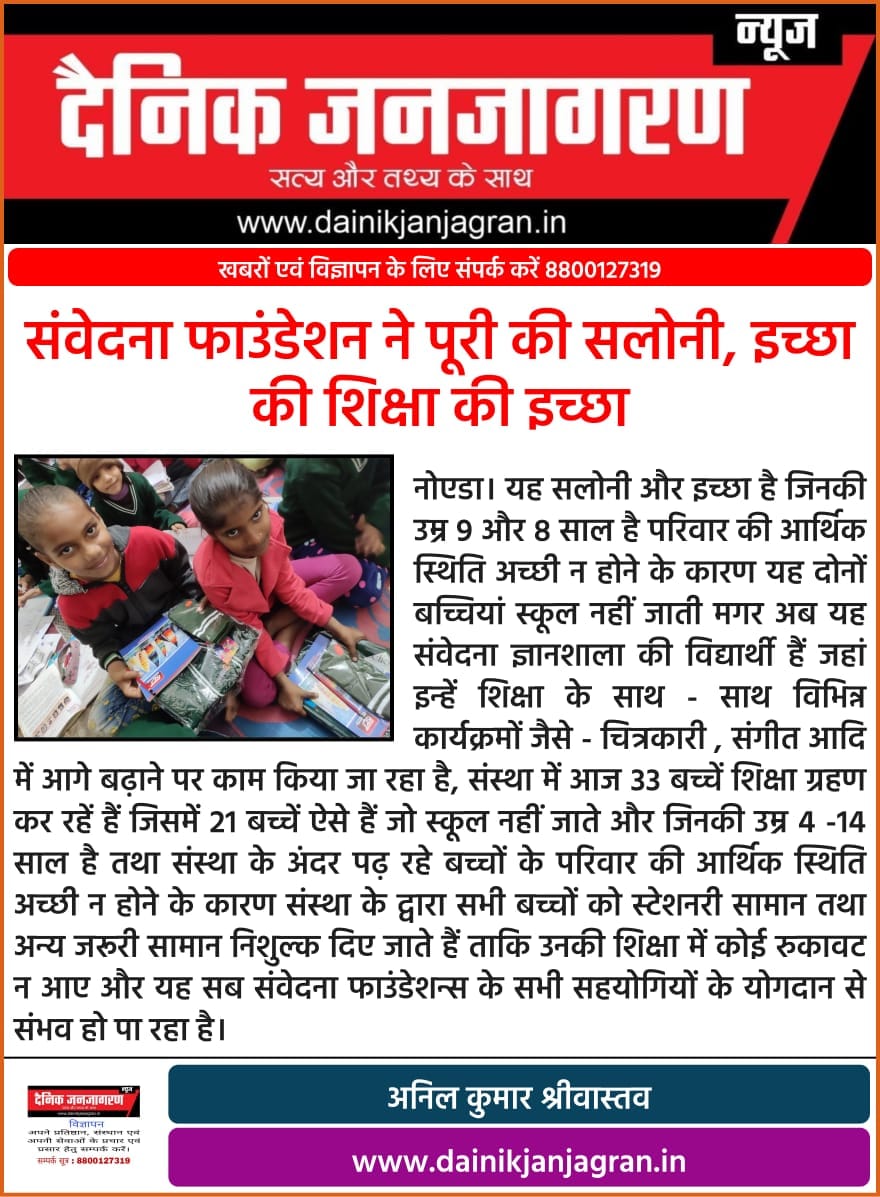 न्यूज
दैनिक जनजागरण
सत्य और तथ्य के साथ
www.dainikjanjagran.in
खबरों एवं विज्ञापन के लिए संपर्क करें 8800127319
संवेदना फाउंडेशन ने पूरी की सलोनी, इच्छा
की शिक्षा की इच्छा
नोएडा। यह सलोनी और इच्छा है जिनकी
उम्र 9 और 8 साल है परिवार की आर्थिक
स्थिति अच्छी न होने के कारण यह दोनों
बच्चियां स्कूल नहीं जाती मगर अब यह
संवेदना ज्ञानशाला की विद्यार्थी हैं जहां
इन्हें शिक्षा के साथ - साथ विभिन्न
कार्यक्रमों जैसे - चित्रकारी , संगीत आदि
में आगे बढ़ाने पर काम किया जा रहा है, संस्था में आज 33 बच्चें शिक्षा ग्रहण
कर रहें हैं जिसमें 21 बच्चें ऐसे हैं जो स्कूल नहीं जाते और जिनकी उम्र 4 -14
साल है तथा संस्था के अंदर पढ़ रहे बच्चों के परिवार की आर्थिक स्थिति
अच्छी न होने के कारण संस्था के द्वारा सभी बच्चों को स्टेशनरी सामान तथा
अन्य जरूरी सामान निशुल्क दिए जाते हैं ताकि उनकी शिक्षा में कोई रुकावट
न आए और यह सब संवेदना फाउंडेशन्स के सभी सहयोगियों के योगदान से
संभव हो पा रहा है।
न्यूज
दैनिक जनजागरण
विज्ञापन
अपने प्रतिष्ठान, संस्थान एवं
अपनी सेवाओं के प्रचार एवं
प्रसार हेतु सम्पर्क करें।
सम्पर्क सूत्र : 8800127319
अनिल कुमार श्रीवास्तव
www.dainikjanjagran.in